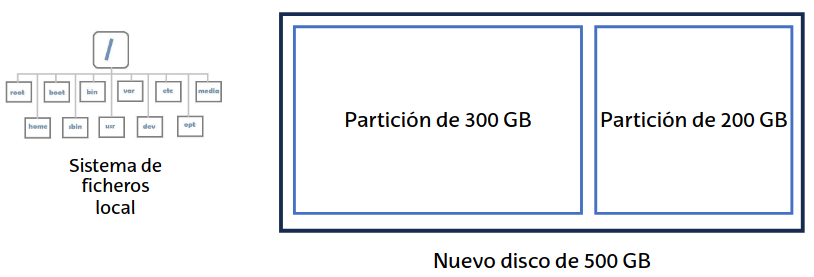 /
root boot bin var etc media
home sbin usr dev opt
Sistema de
ficheros
local
Partición de 300 GB
Partición de 200 GB
Nuevo disco de 500 GB